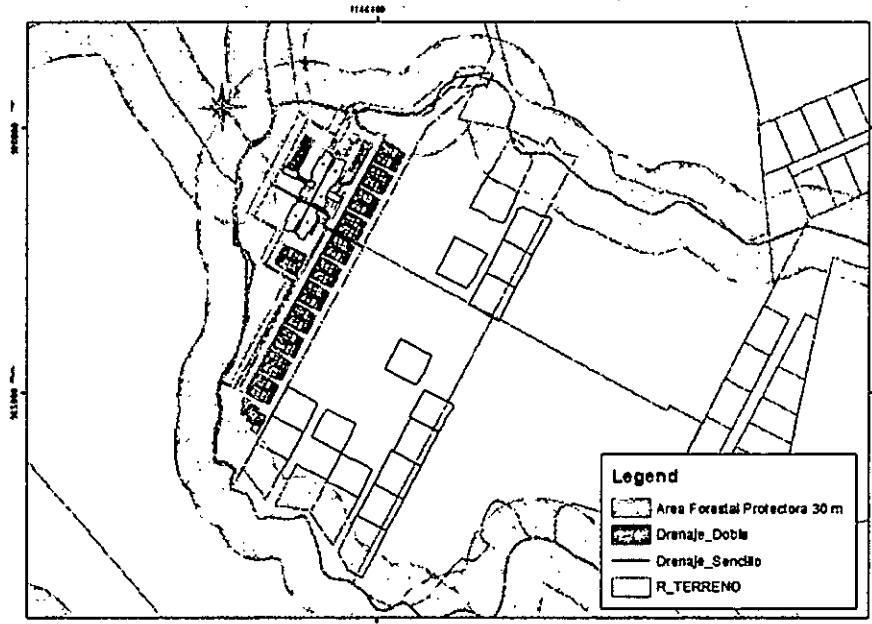 Legend
Area Forestal Protectora 30 m
Drenaje_Doble
Drenaje_Sencillo
R_TERRENO